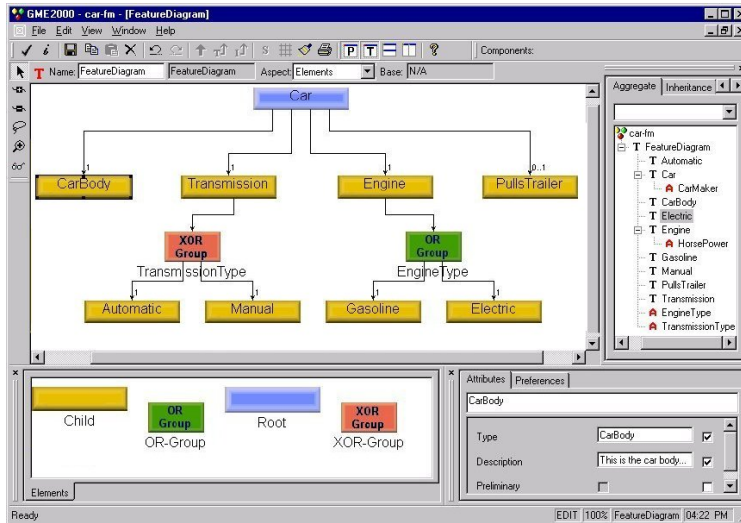 GME2000 - car-fm - [FeatureDiagram]
File Edit View Window Help
Components:
Name: FeatureDiagram FeatureDiagram Aspect: Elements Base: N/A
Car
1 1 1 0..1
CarBody Transmission Engine PullsTrailer
XOR Group OR Group
TransmissionType EngineType
1 1 1 1
Automatic Manual Gasoline Electric
Aggregate Inheritance
car-fm
T FeatureDiagram
T Automatic
T Car
A CarMaker
T CarBody
T Electric
T Engine
A HorsePower
T Gasoline
T Manual
T PullsTrailer
T Transmission
A EngineType
A TransmissionType
Child
OR Group
OR-Group
Root
XOR Group
XOR-Group
Elements
Attributes Preferences
CarBody
Type CarBody
Description This is the car body...
Preliminary
Ready
EDIT 100% FeatureDiagram 04:22 PM